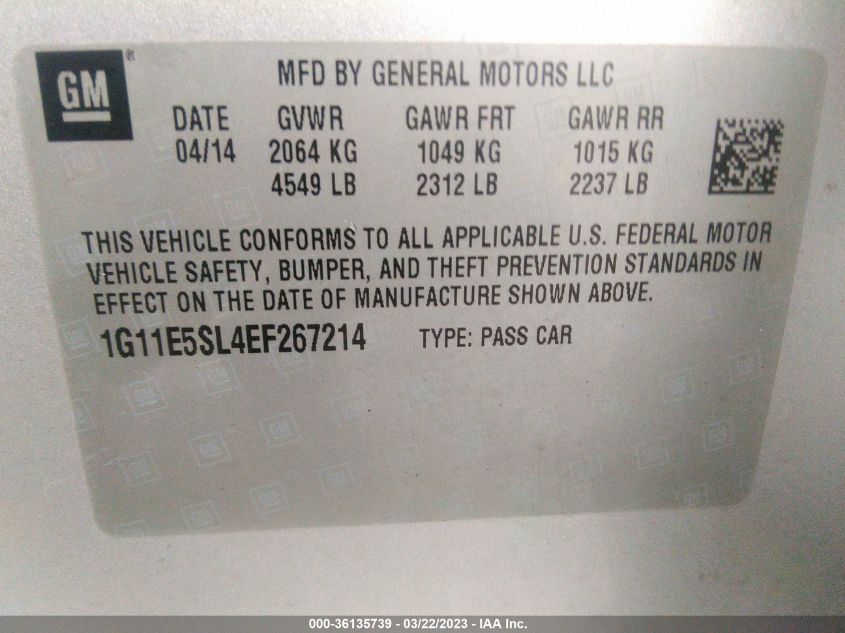 GM ®
MFD BY GENERAL MOTORS LLC
DATE GVWR GAWR FRT GAWR RR
04/14 2064 KG 1049 KG 1015 KG
4549 LB 2312 LB 2237 LB
THIS VEHICLE CONFORMS TO ALL APPLICABLE U.S. FEDERAL MOTOR
VEHICLE SAFETY, BUMPER, AND THEFT PREVENTION STANDARDS IN
EFFECT ON THE DATE OF MANUFACTURE SHOWN ABOVE.
1G11E5SL4EF267214 TYPE: PASS CAR
000-36135739 - 03/22/2023 - IAA Inc.